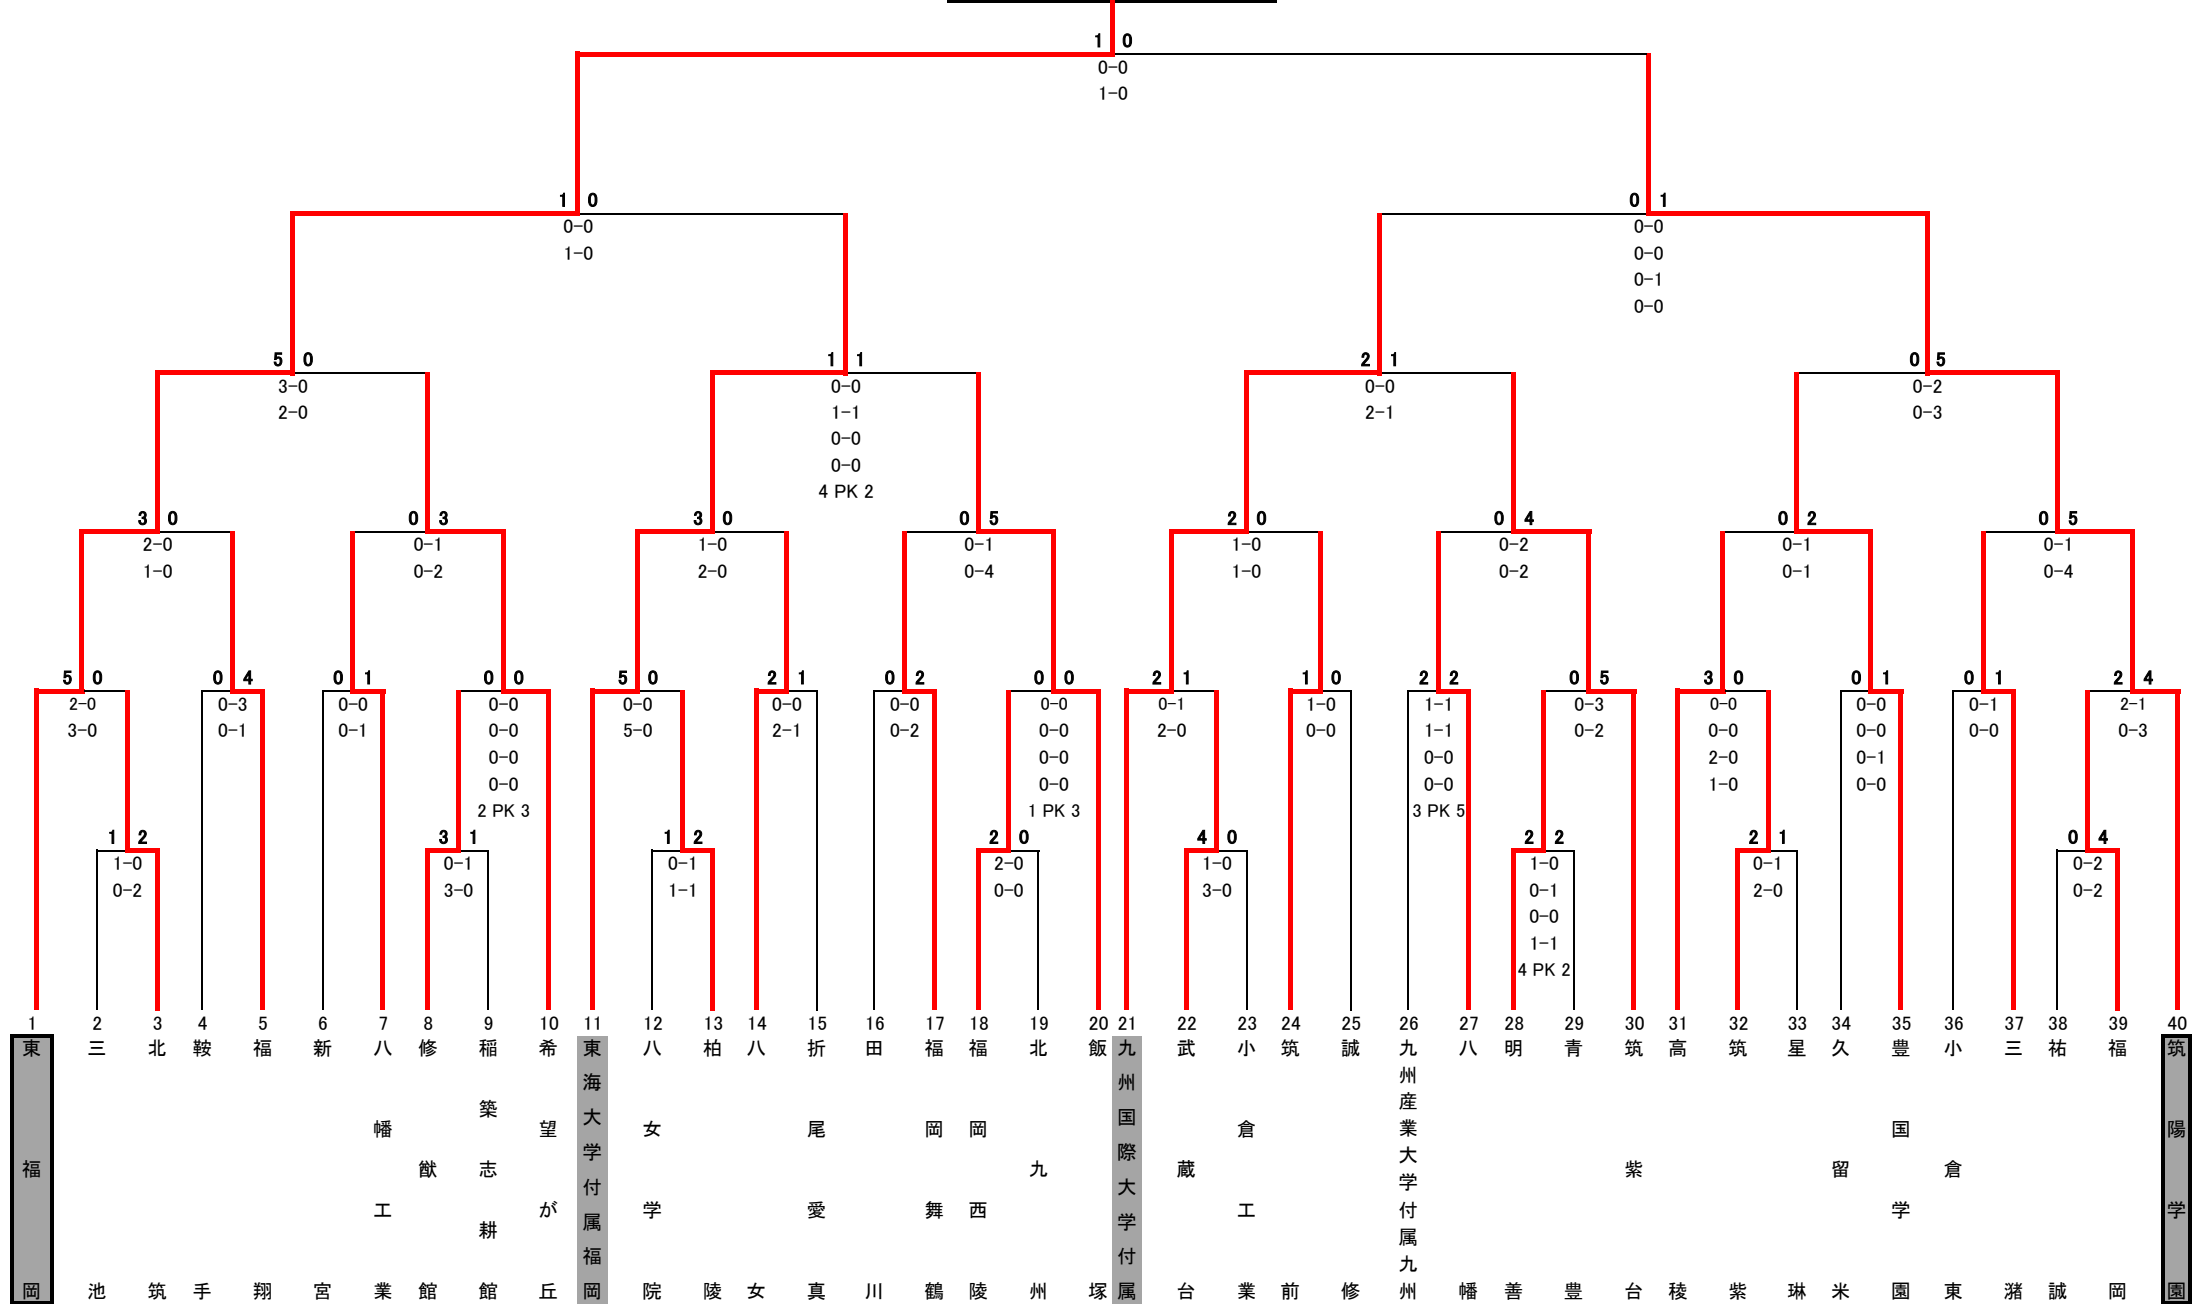 1 0
0-0
1-0
1 0
0-0
1-0
0 1
0-0
0-0
0-1
0-0
5 0
3-0
2-0
1 1
0-0
1-1
0-0
0-0
4 PK 2
2 1
0-0
2-1
0 5
0-2
0-3
3 0
2-0
1-0
0 3
0-1
0-2
3 0
1-0
2-0
0 5
0-1
0-4
2 0
1-0
1-0
0 4
0-2
0-2
0 2
0-1
0-1
0 5
0-1
0-4
5 0
2-0
3-0
0 4
0-3
0-1
0 1
0-0
0-1
0 0
0-0
0-0
0-0
0-0
2 PK 3
5 0
0-0
5-0
2 1
0-0
2-1
0 2
0-0
0-2
0 0
0-0
0-0
0-0
0-0
1 PK 3
2 1
0-1
2-0
1 0
1-0
0-0
2 2
1-1
1-1
0-0
0-0
3 PK 5
0 5
0-3
0-2
3 0
0-0
0-0
2-0
1-0
0 1
0-0
0-0
0-1
0-0
0 1
0-1
0-0
2 4
2-1
0-3
1 2
1-0
0-2
3 1
0-1
3-0
1 2
0-1
1-1
2 0
2-0
0-0
4 0
1-0
3-0
2 2
1-0
0-1
0-0
1-1
4 PK 2
2 1
0-1
2-0
0 4
0-2
0-2
1 東福岡
2 三池
3 北筑
4 鞍手
5 福翔
6 新宮
7 八幡工業
8 修猷館
9 稲築志耕館
10 希望が丘
11 東海大学付属福岡
12 八女学院
13 柏陵
14 八女
15 折尾愛真
16 田川
17 福岡舞鶴
18 福岡西陵
19 北九州
20 飯塚
21 九州国際大学付属
22 武蔵台
23 小倉工業
24 筑前
25 誠修
26 九州産業大学付属九州
27 八幡
28 明善
29 青豊
30 筑紫台
31 高稜
32 筑紫
33 星琳
34 久留米
35 豊国学園
36 小倉東
37 三潴
38 祐誠
39 福岡
40 筑陽学園